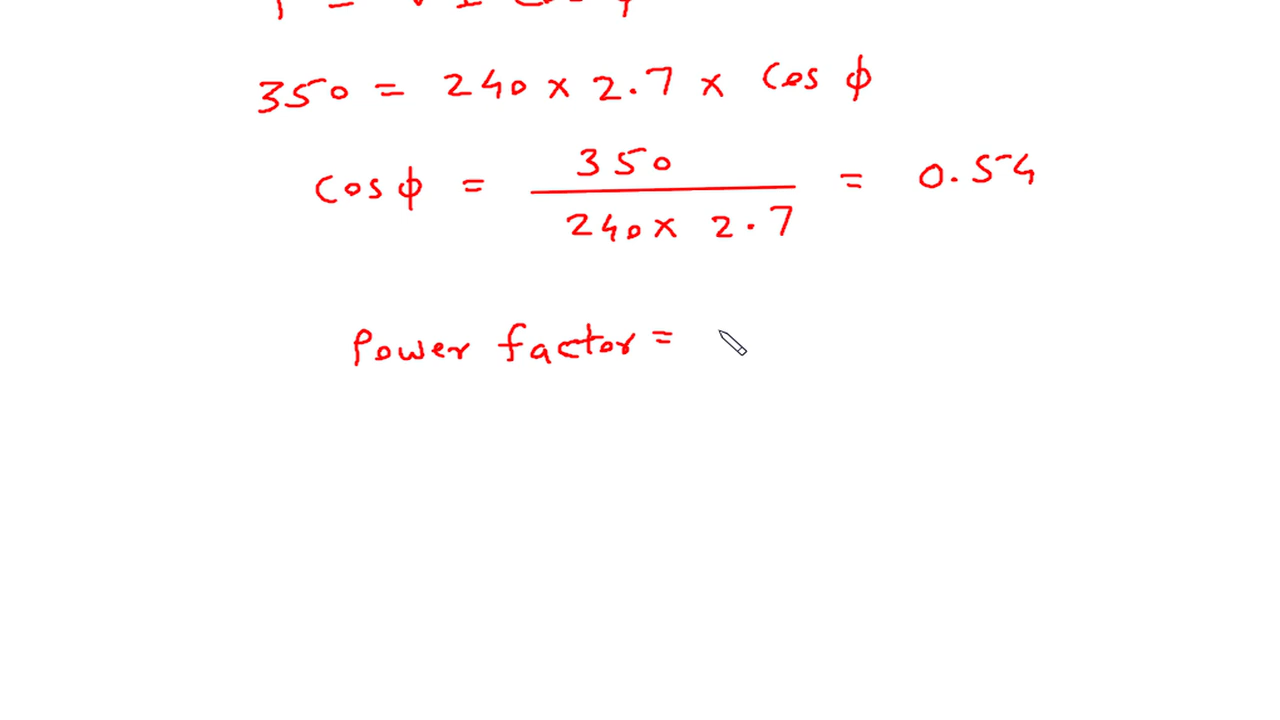 350 = 240 × 2.7 × cos ϕ
cos ϕ = 350 / 240 × 2.7 = 0.54
Power factor =